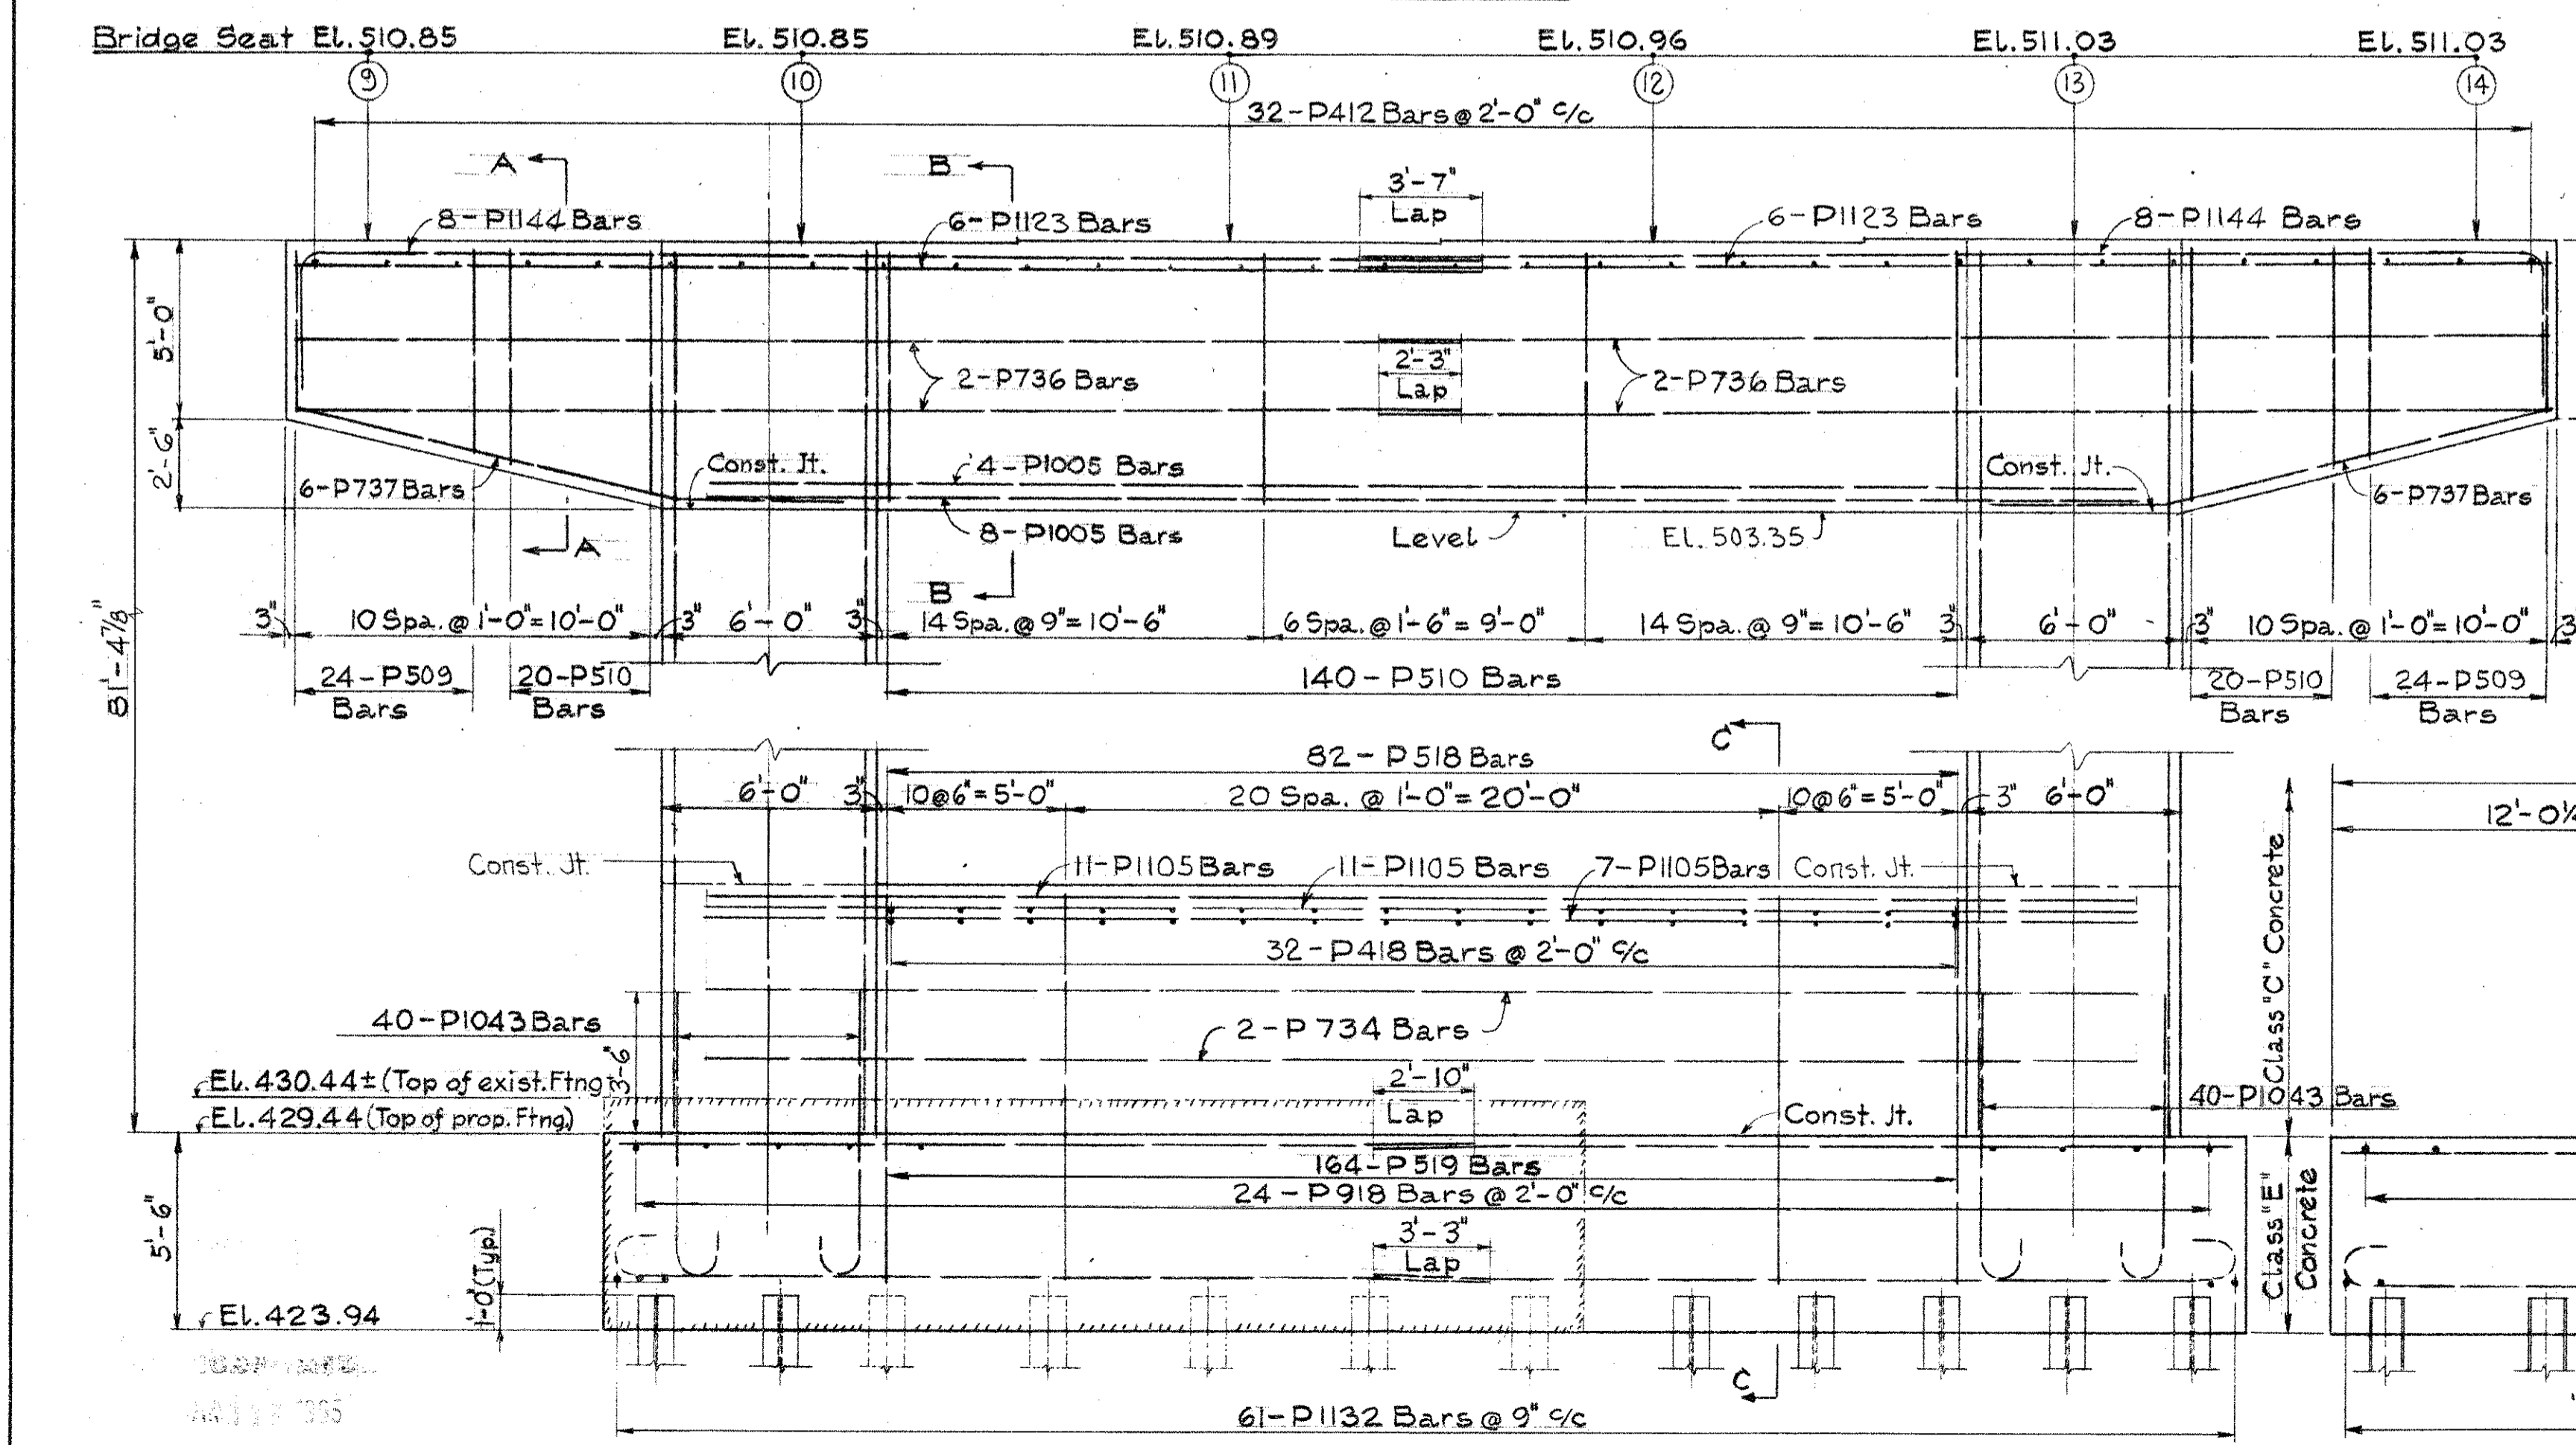 Bridge Seat El. 510.85 El. 510.85 El. 510.89 El. 510.96 El. 511.03 El. 511.03
9 10 11 12 13 14
32-P412 Bars @ 2'-0" c/c
A B
3'-7"
Lap
8-P1144 Bars 6-P1123 Bars 6-P1123 Bars 8-P1144 Bars
5'-0"
2'-3"
Lap
2-P736 Bars 2-P736 Bars
2'-6"
Const. Jt. 4-P1005 Bars Const. Jt.
6-P737 Bars 6-P737 Bars
8-P1005 Bars Level El. 503.35
A
B
81'-4 7/8"
3" 10 Spa. @ 1'-0" = 10'-0" 3" 6'-0" 3" 14 Spa. @ 9" = 10'-6" 6 Spa. @ 1'-6" = 9'-0" 14 Spa. @ 9" = 10'-6" 3" 6'-0" 3" 10 Spa. @ 1'-0" = 10'-0" 3
24-P509 20-P510 140-P510 Bars 20-P510 24-P509
Bars Bars Bars Bars
C
82-P518 Bars
6'-0" 3" 10@6"=5'-0" 20 Spa. @ 1'-0" = 20'-0" 10@6"=5'-0" 3" 6'-0"
12'-0¼
Const. Jt. 11-P1105 Bars 11-P1105 Bars 7-P1105 Bars Const. Jt.
Class "C" Concrete
32-P418 Bars @ 2'-0" c/c
40-P1043 Bars
2-P734 Bars
3'-6"
El. 430.44± (Top of exist. Ftng
2'-10"
Lap
40-P1043 Bars
El. 429.44 (Top of prop. Ftng.)
Const. Jt.
164-P519 Bars
24-P918 Bars @ 2'-0" c/c
5'-6"
1'-0" (Typ.)
3'-3"
Lap
Class "E"
Concrete
El. 423.94
C
61-P1132 Bars @ 9" c/c